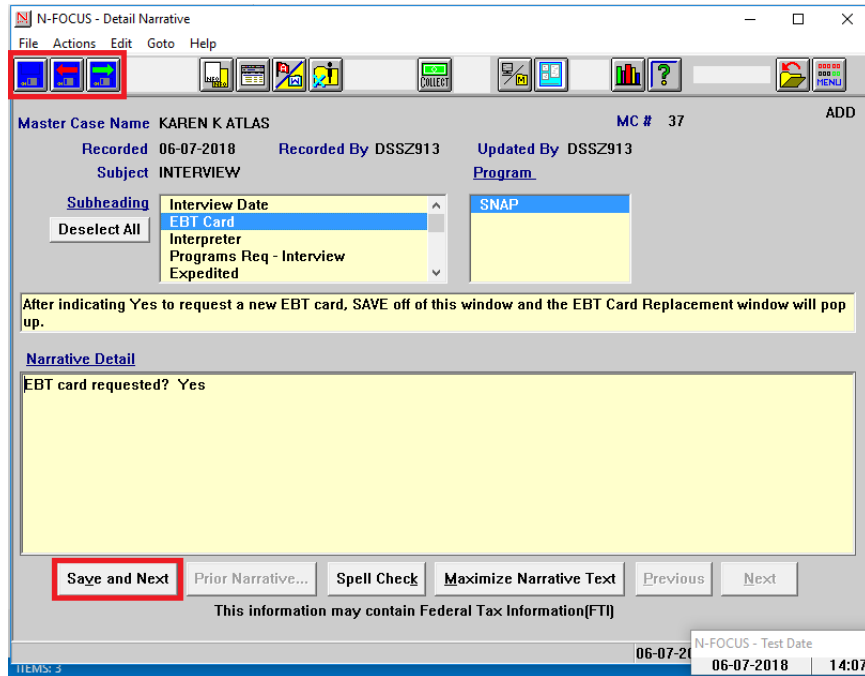 N-FOCUS - Detail Narrative
File Actions Edit Goto Help
COLLECT
MENU
ADD
Master Case Name KAREN K ATLAS MC # 37
Recorded 06-07-2018 Recorded By DSSZ913 Updated By DSSZ913
Subject INTERVIEW Program
Subheading Interview Date SNAP
Deselect All EBT Card
Interpreter
Programs Req - Interview
Expedited
After indicating Yes to request a new EBT card, SAVE off of this window and the EBT Card Replacement window will pop
up.
Narrative Detail
EBT card requested? Yes
Save and Next Prior Narrative... Spell Check Maximize Narrative Text Previous Next
This information may contain Federal Tax Information(FTI)
N-FOCUS - Test Date
06-07-2018 14:07
ITEMS: 3